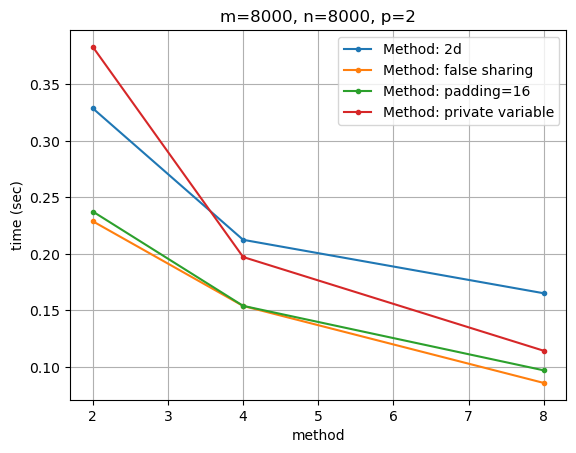 m=8000, n=8000, p=2
Method: 2d
Method: false sharing
Method: padding=16
Method: private variable
time (sec)
0.35
0.30
0.25
0.20
0.15
0.10
2 3 4 5 6 7 8
method